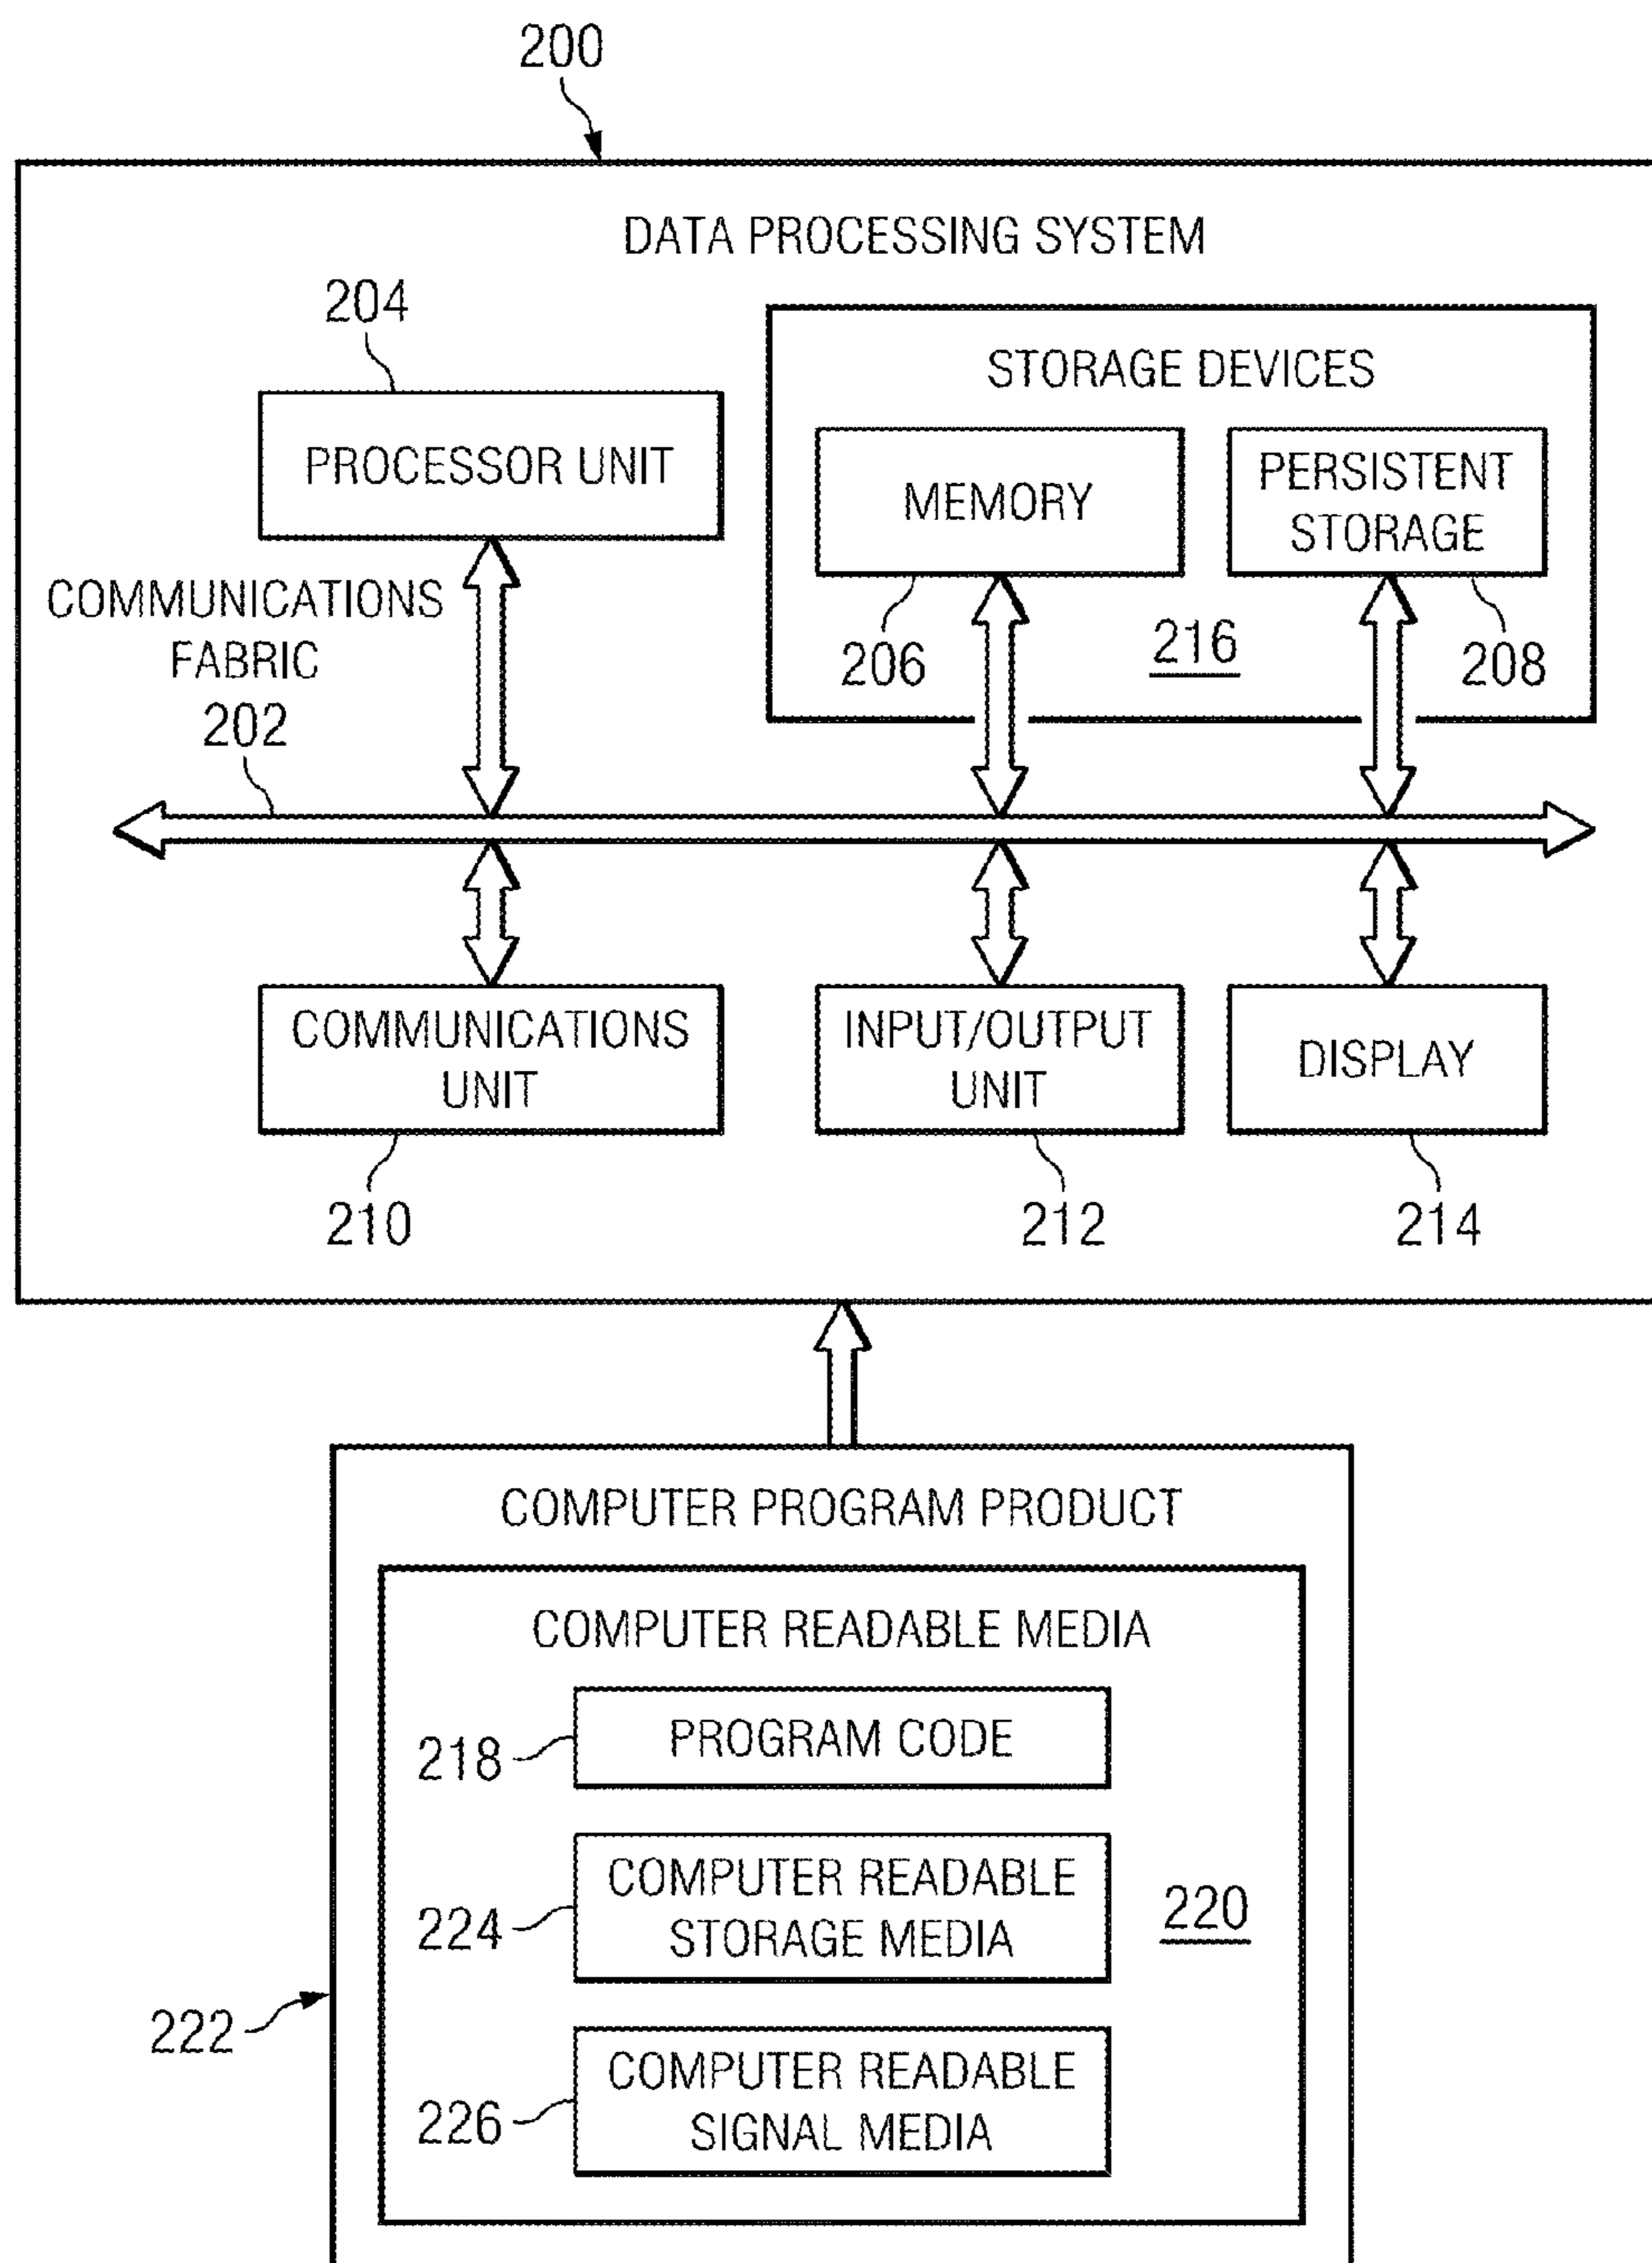 200
DATA PROCESSING SYSTEM
204
PROCESSOR UNIT
STORAGE DEVICES
MEMORY
PERSISTENT
STORAGE
206
216
208
COMMUNICATIONS
FABRIC
202
COMMUNICATIONS
UNIT
INPUT/OUTPUT
UNIT
DISPLAY
210
212
214
COMPUTER PROGRAM PRODUCT
COMPUTER READABLE MEDIA
218
PROGRAM CODE
224
COMPUTER READABLE
STORAGE MEDIA
220
222
226
COMPUTER READABLE
SIGNAL MEDIA